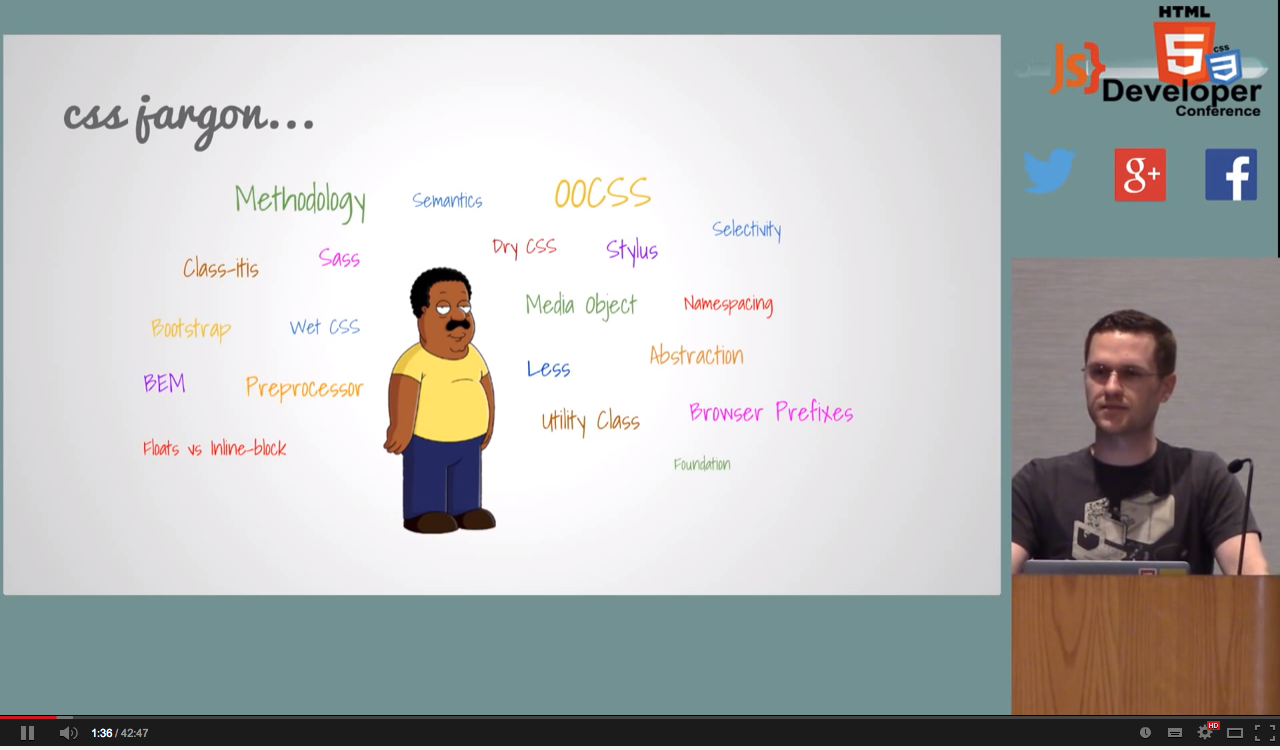 css jargon...
Methodology
Semantics
OOCSS
Selectivity
Dry CSS
Stylus
Class-itis
Sass
Media Object
Namespacing
Bootstrap
Wet CSS
Abstraction
Less
BEM
Preprocessor
Utility Class
Browser Prefixes
Floats vs Inline-block
Foundation
HTML
5
CSS
3
JS}
Developer
Conference
g+
f
1:36 / 42:47
HD